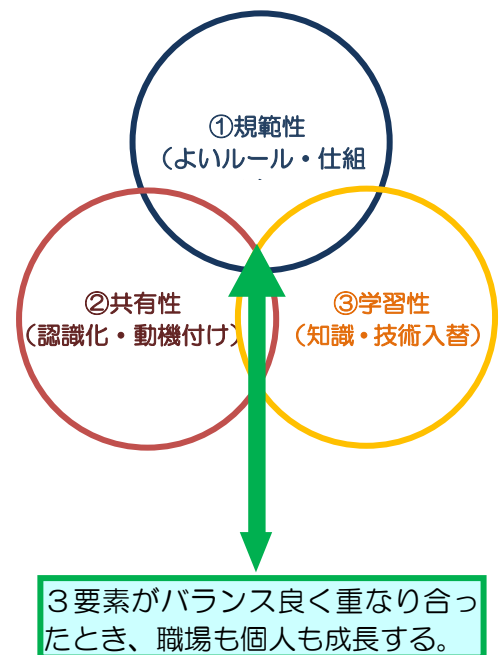 ①規範性
（よいルール・仕組
②共有性
（認識化・動機付け）
③学習性
（知識・技術入替）
３要素がバランス良く重なり合っ
たとき、職場も個人も成長する。